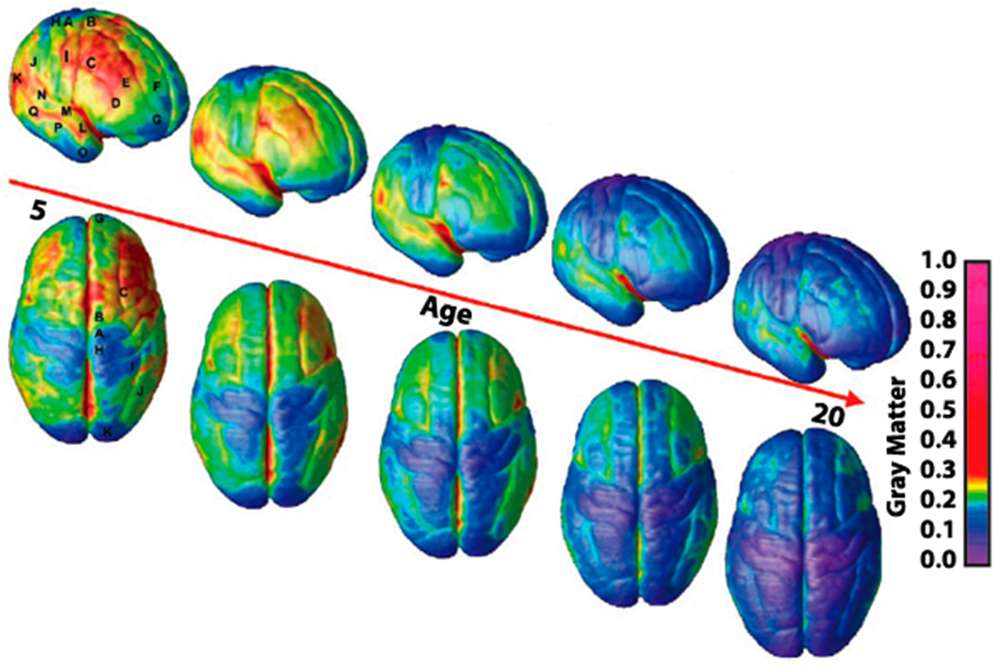 H A B
I
J C
K E F
N D
Q M G
P L
O
5
G
C
B
A
H
I
J
K
Age
20
Gray Matter
1.0
0.9
0.8
0.7
0.6
0.5
0.4
0.3
0.2
0.1
0.0